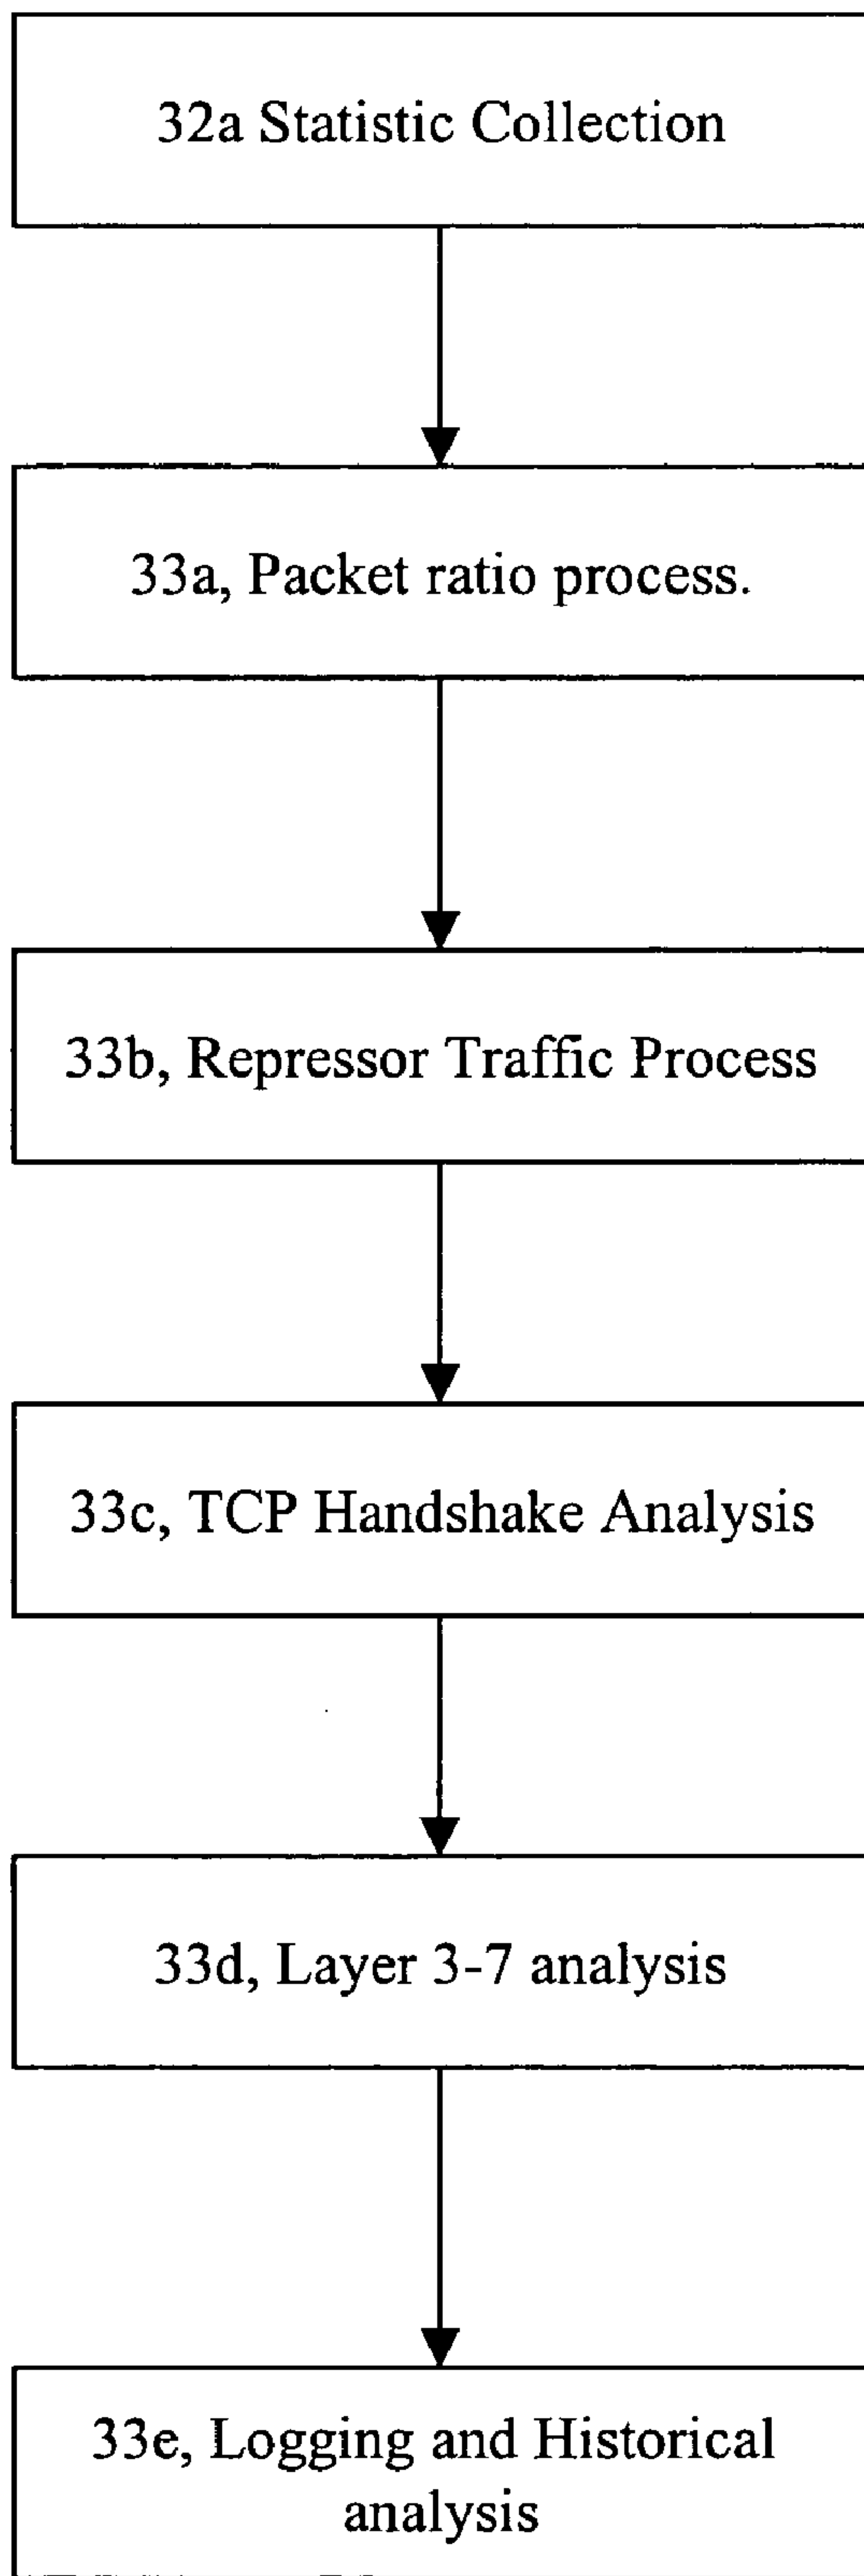 32a Statistic Collection
33a, Packet ratio process.
33b, Repressor Traffic Process
33c, TCP Handshake Analysis
33d, Layer 3-7 analysis
33e, Logging and Historical
analysis